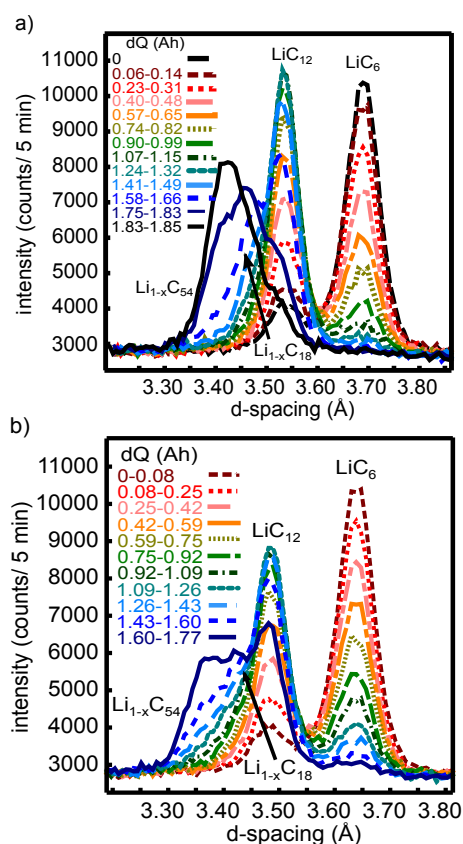 a)
dQ (Ah)
0
0.06-0.14
0.23-0.31
0.40-0.48
0.57-0.65
0.74-0.82
0.90-0.99
1.07-1.15
1.24-1.32
1.41-1.49
1.58-1.66
1.75-1.83
1.83-1.85
LiC₁₂
LiC₆
Li₁₋ₓC₅₄
Li₁₋ₓC₁₈
11000
10000
9000
8000
7000
6000
5000
4000
3000
intensity (counts/ 5 min)
3.30 3.40 3.50 3.60 3.70 3.80
d-spacing (Å)
b)
dQ (Ah)
0-0.08
0.08-0.25
0.25-0.42
0.42-0.59
0.59-0.75
0.75-0.92
0.92-1.09
1.09-1.26
1.26-1.43
1.43-1.60
1.60-1.77
LiC₁₂
LiC₆
Li₁₋ₓC₅₄
Li₁₋ₓC₁₈
11000
10000
9000
8000
7000
6000
5000
4000
3000
intensity (counts/ 5 min)
3.30 3.40 3.50 3.60 3.70 3.80
d-spacing (Å)